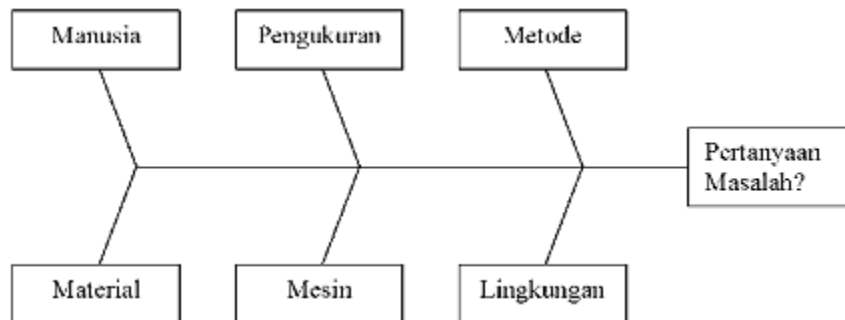 Manusia
Pengukuran
Metode
Pertanyaan
Masalah?
Material
Mesin
Lingkungan